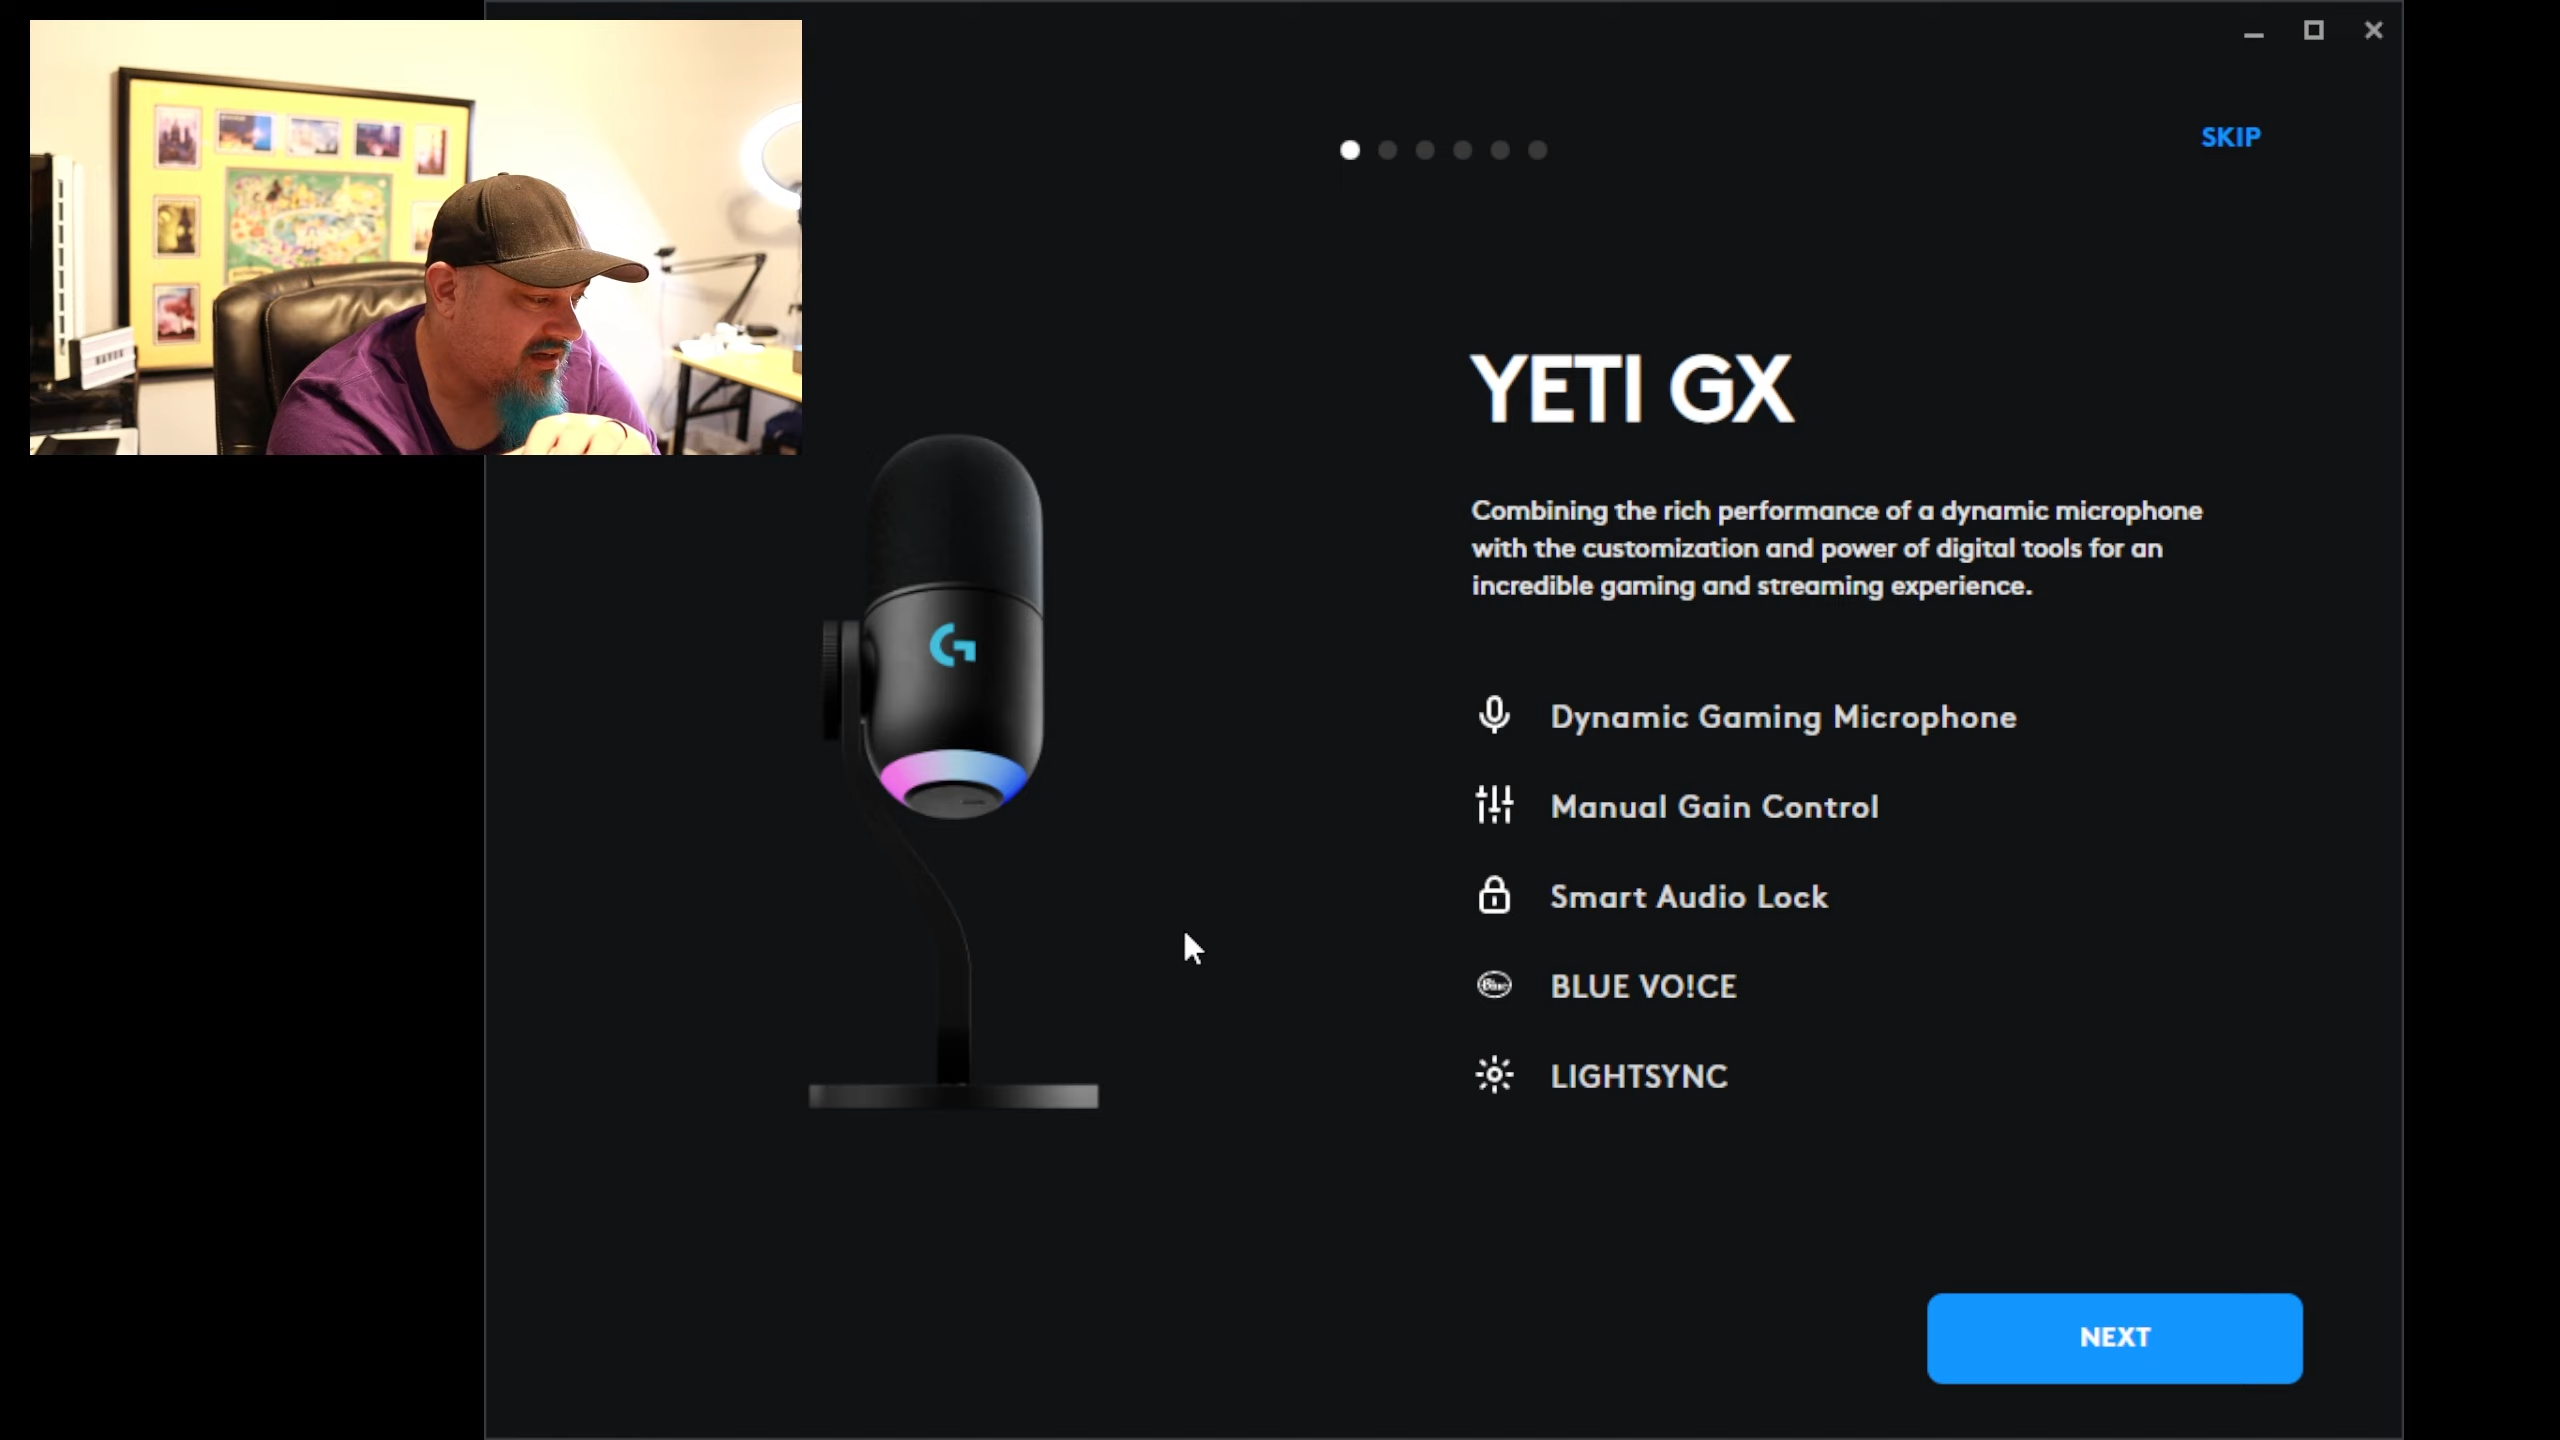 SKIP
YETI GX
Combining the rich performance of a dynamic microphone
with the customization and power of digital tools for an
incredible gaming and streaming experience.
Dynamic Gaming Microphone
Manual Gain Control
Smart Audio Lock
Blue
BLUE VO!CE
LIGHTSYNC
NEXT